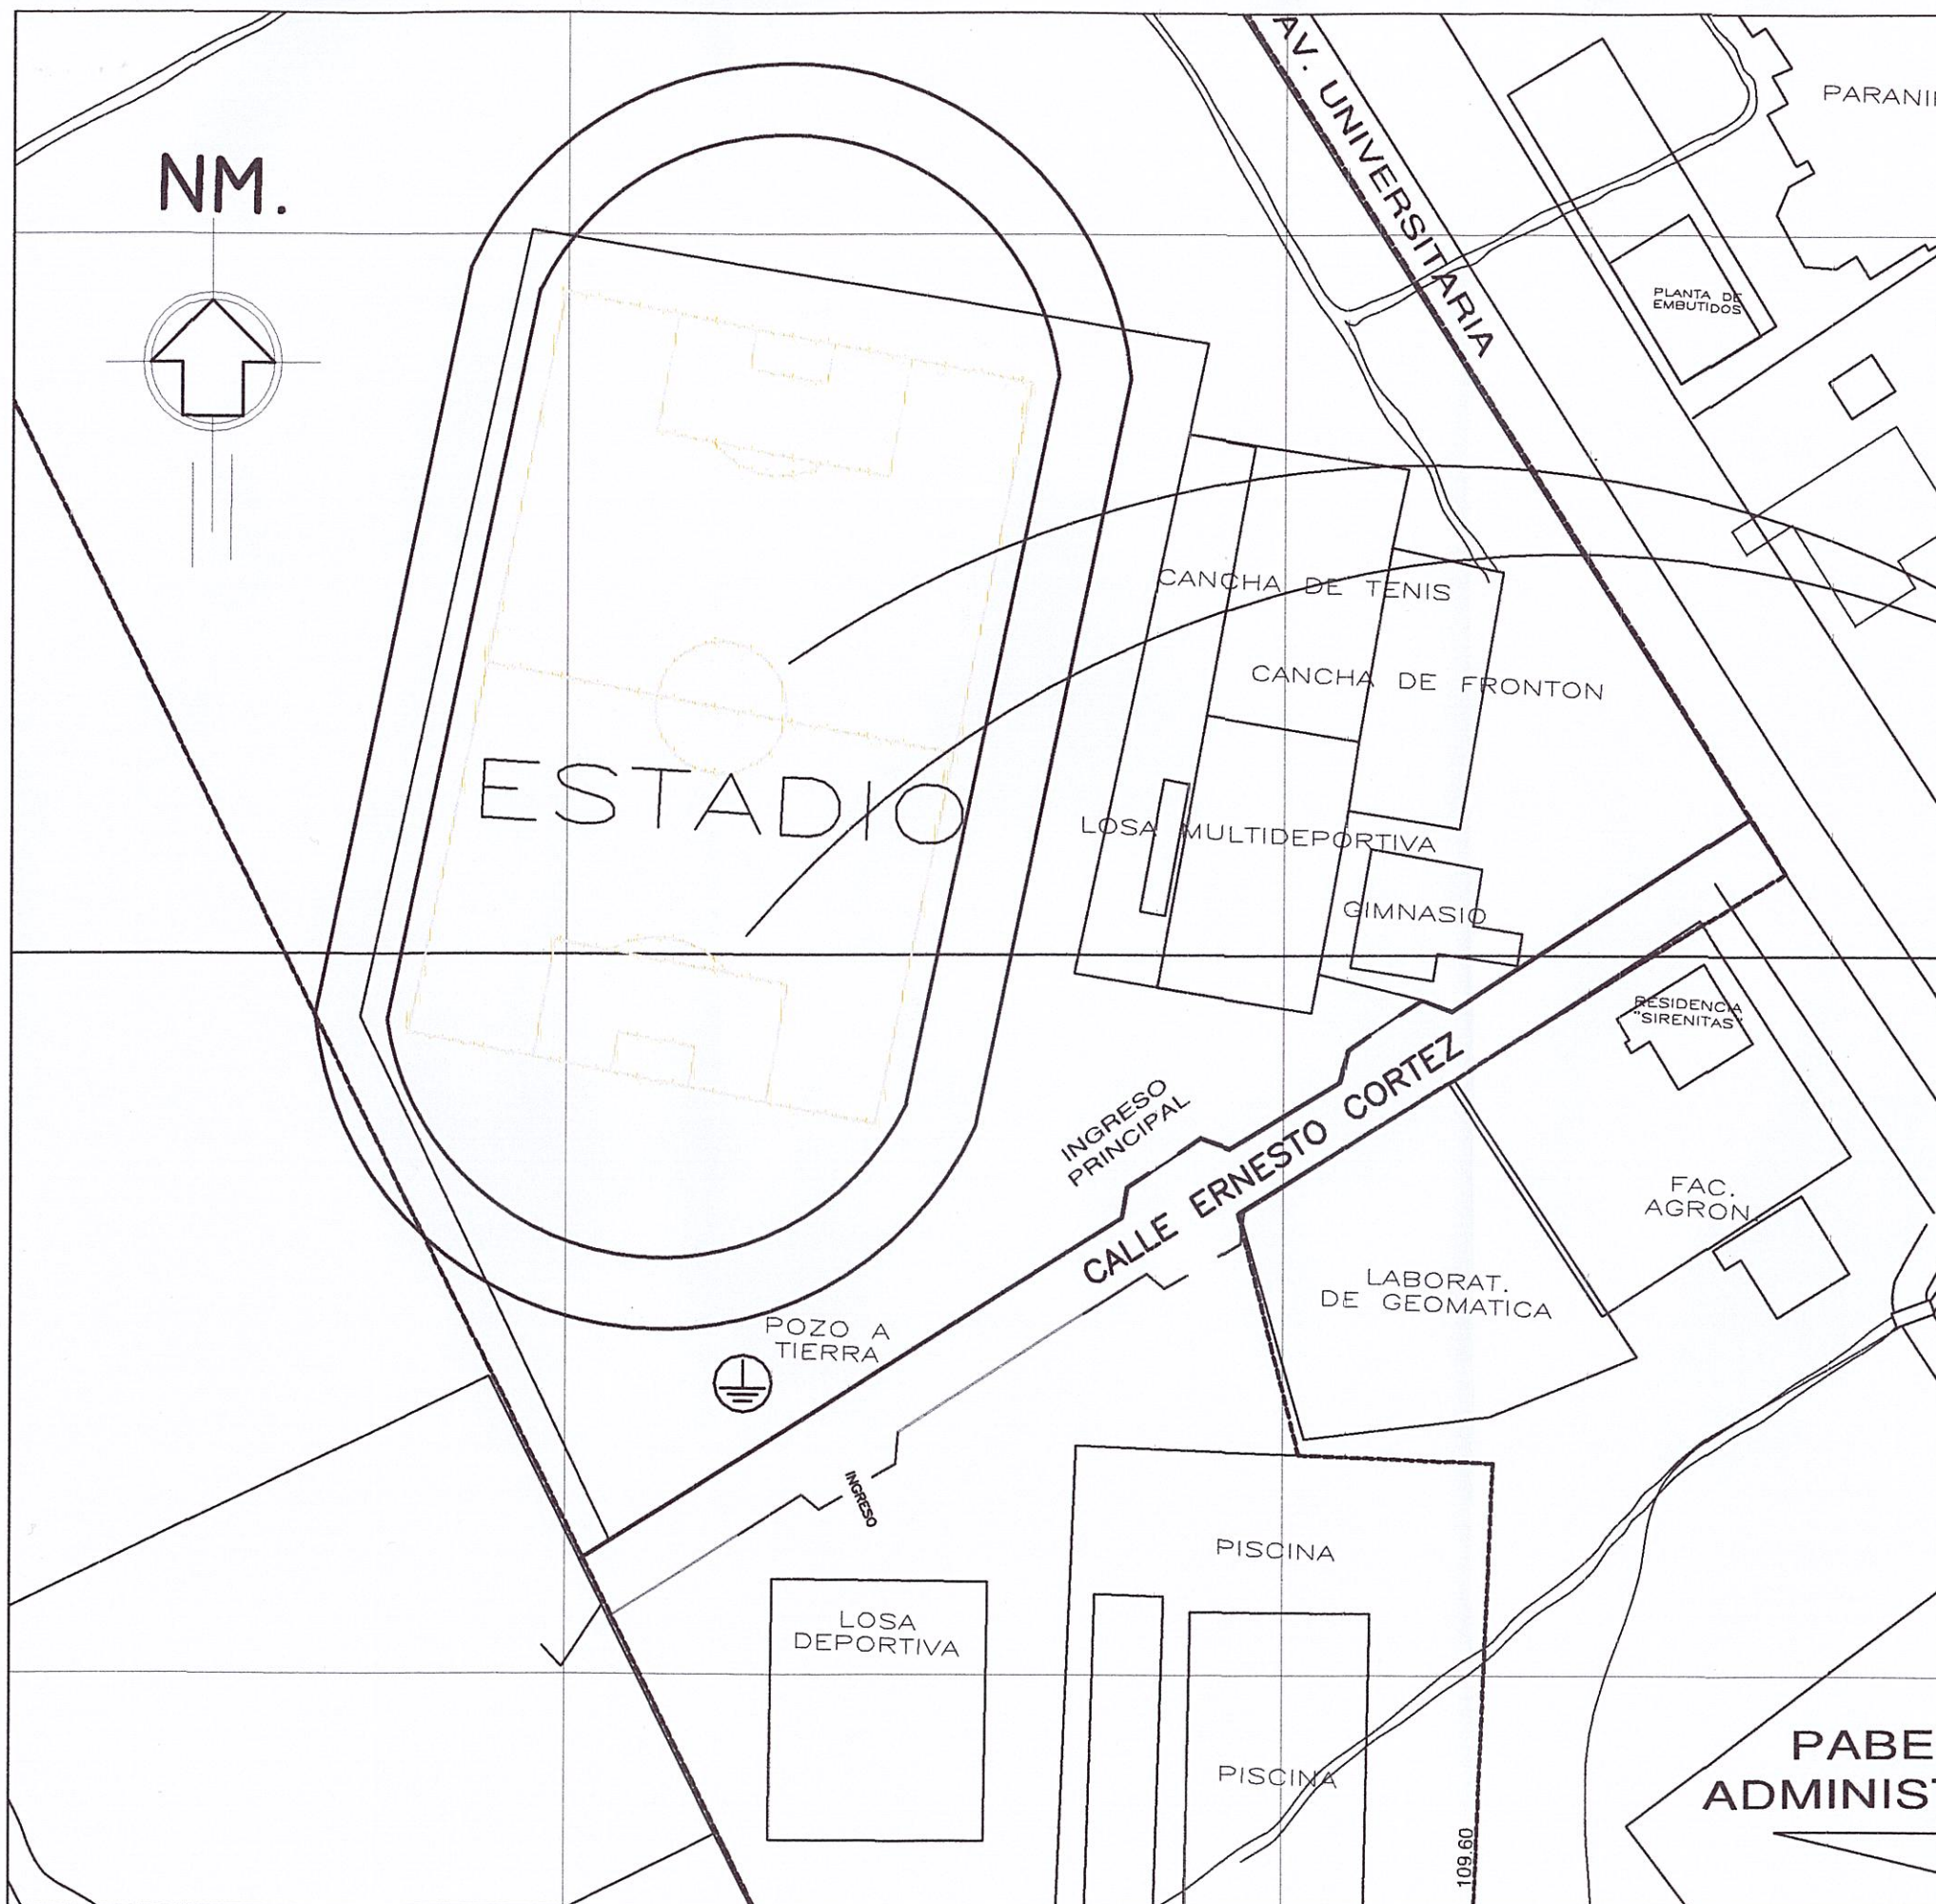 AV. UNIVERSITARIA
NM.
PLANTA DE
EMBUTIDOS
CANCHA DE TENIS
CANCHA DE FRONTON
ESTADIO
LOSA MULTIDEPORTIVA
GIMNASIO
RESIDENCIA
"SIRENITAS"
INGRESO
PRINCIPAL
CALLE ERNESTO CORTEZ
FAC.
AGRON.
LABORAT.
DE GEOMATICA
POZO A
TIERRA
INGRESO
PISCINA
LOSA
DEPORTIVA
PISCINA
109.60